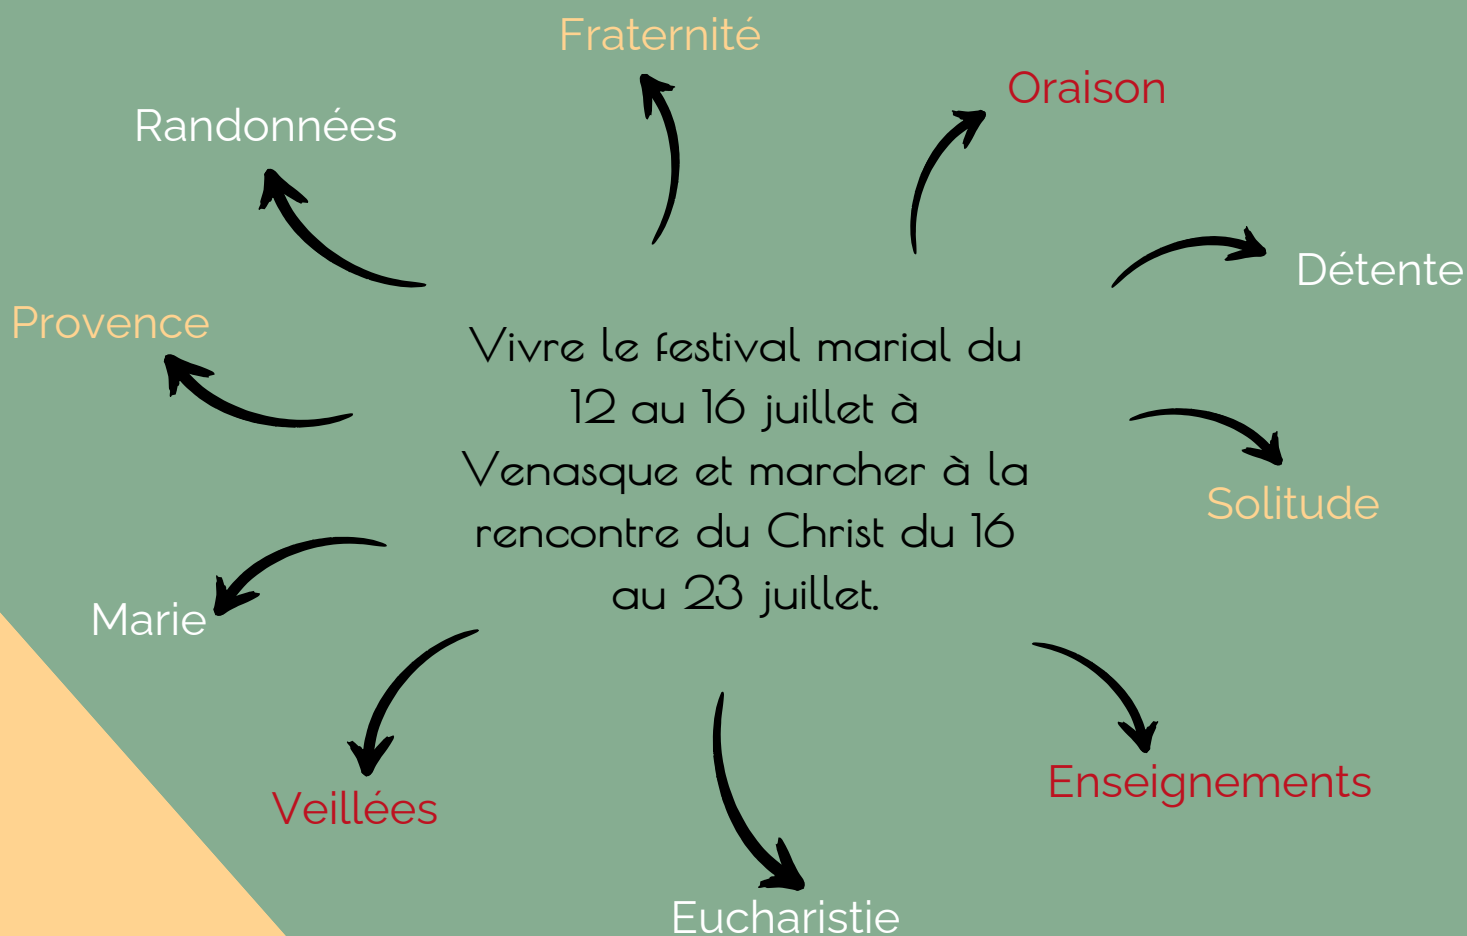 Fraternité
Oraison
Randonnées
Détente
Provence
Vivre le festival marial du
12 au 16 juillet à
Venasque et marcher à la
rencontre du Christ du 16
au 23 juillet.
Solitude
Marie
Enseignements
Veillées
Eucharistie